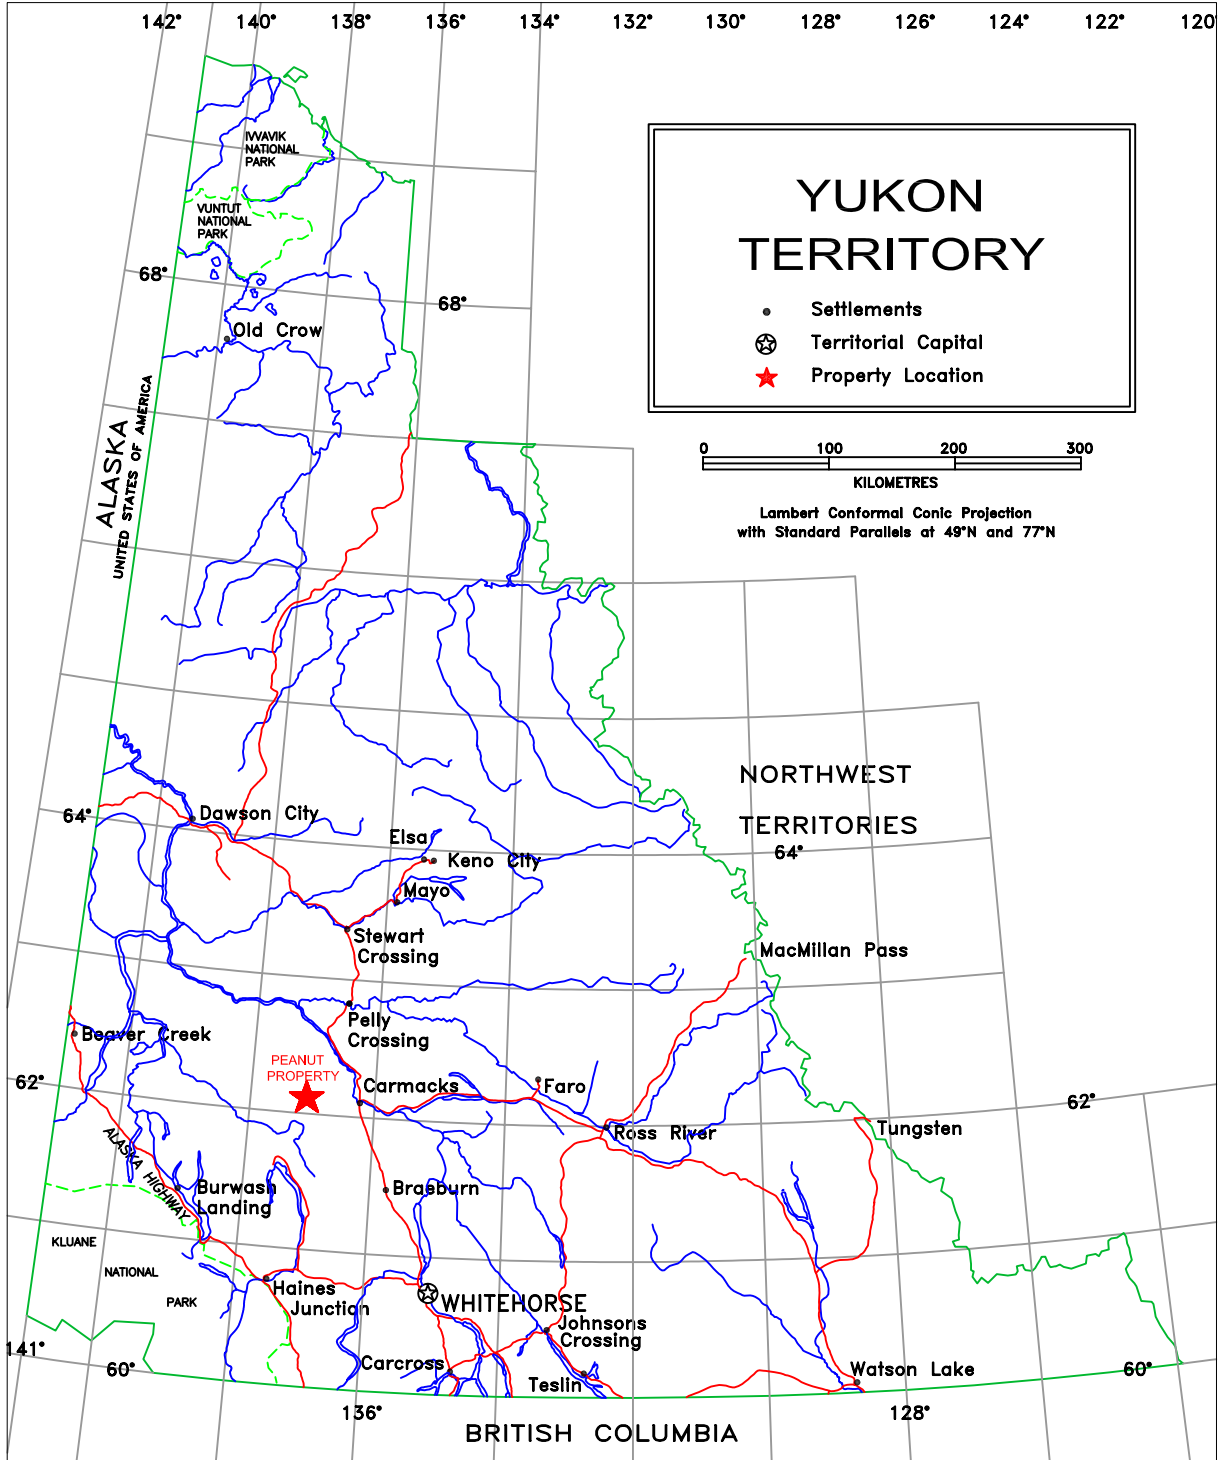 142° 140° 138° 136° 134° 132° 130° 128° 126° 124° 122° 120°
IVVAVIK
NATIONAL
PARK
VUNTUT
NATIONAL
PARK
YUKON
TERRITORY
Settlements
Territorial Capital
Property Location
68°
68°
Old Crow
ALASKA
UNITED STATES OF AMERICA
0 100 200 300
KILOMETRES
Lambert Conformal Conic Projection
with Standard Parallels at 49°N and 77°N
NORTHWEST
TERRITORIES
64°
Dawson City
Elsa
Keno City
64°
Mayo
Stewart
Crossing
MacMillan Pass
Pelly
Crossing
Beaver Creek
PEANUT
PROPERTY
62°
Carmacks
Faro
62°
Ross River
Tungsten
ALASKA HIGHWAY
Burwash
Landing
Braeburn
KLUANE
NATIONAL
PARK
Haines
Junction
WHITEHORSE
Johnsons
Crossing
141°
60°
Carcross
Teslin
Watson Lake
60°
136°
128°
BRITISH COLUMBIA